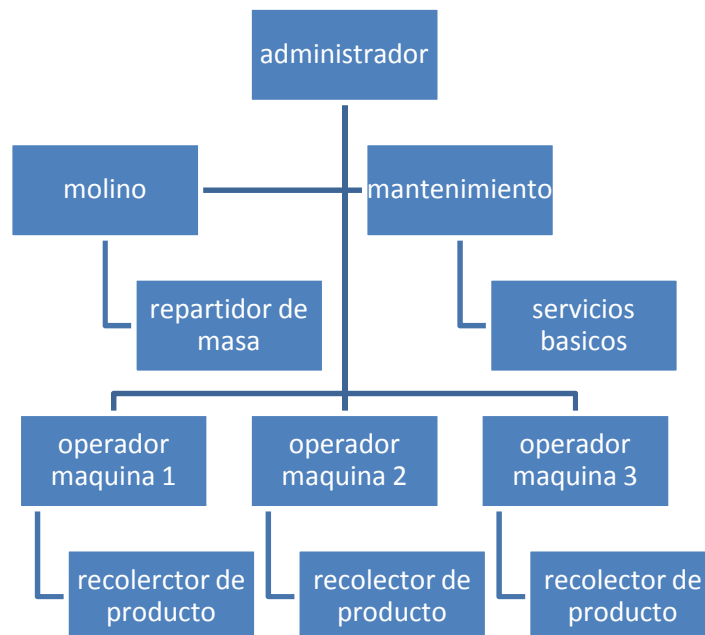 administrador
molino
mantenimiento
repartidor de
masa
servicios
basicos
operador
maquina 1
operador
maquina 2
operador
maquina 3
recolerctor de
producto
recolector de
producto
recolector de
producto